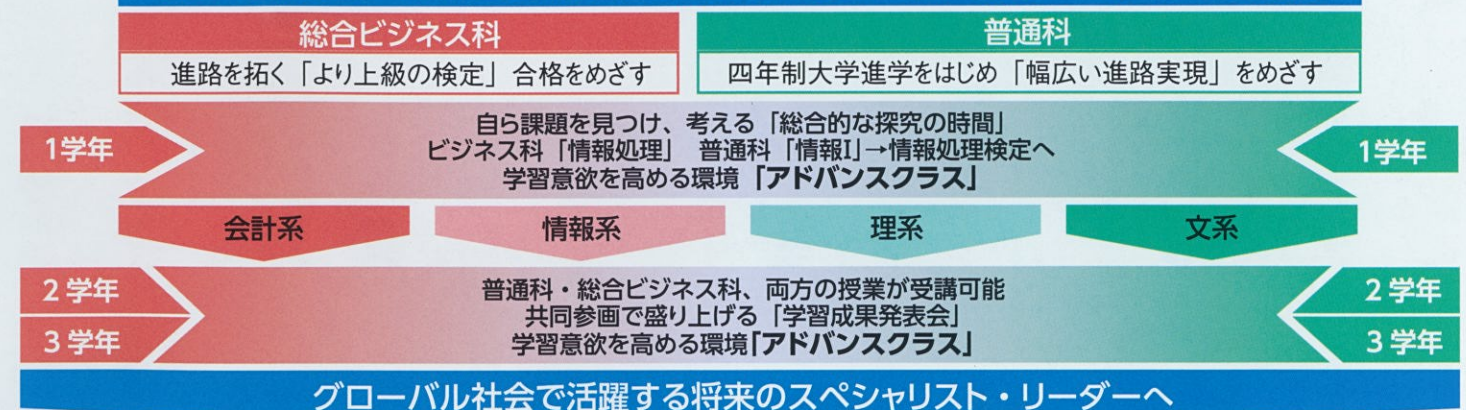 総合ビジネス科
進路を拓く「より上級の検定」合格をめざす
普通科
四年制大学進学をはじめ「幅広い進路実現」をめざす
1学年
自ら課題を見つけ、考える「総合的な探究の時間」
ビジネス科「情報処理」 普通科「情報I」→情報処理検定へ
学習意欲を高める環境「アドバンスクラス」
1学年
会計系
情報系
理系
文系
2学年
3学年
普通科・総合ビジネス科、両方の授業が受講可能
共同参画で盛り上げる「学習成果発表会」
学習意欲を高める環境「アドバンスクラス」
2学年
3学年
グローバル社会で活躍する将来のスペシャリスト・リーダーへ